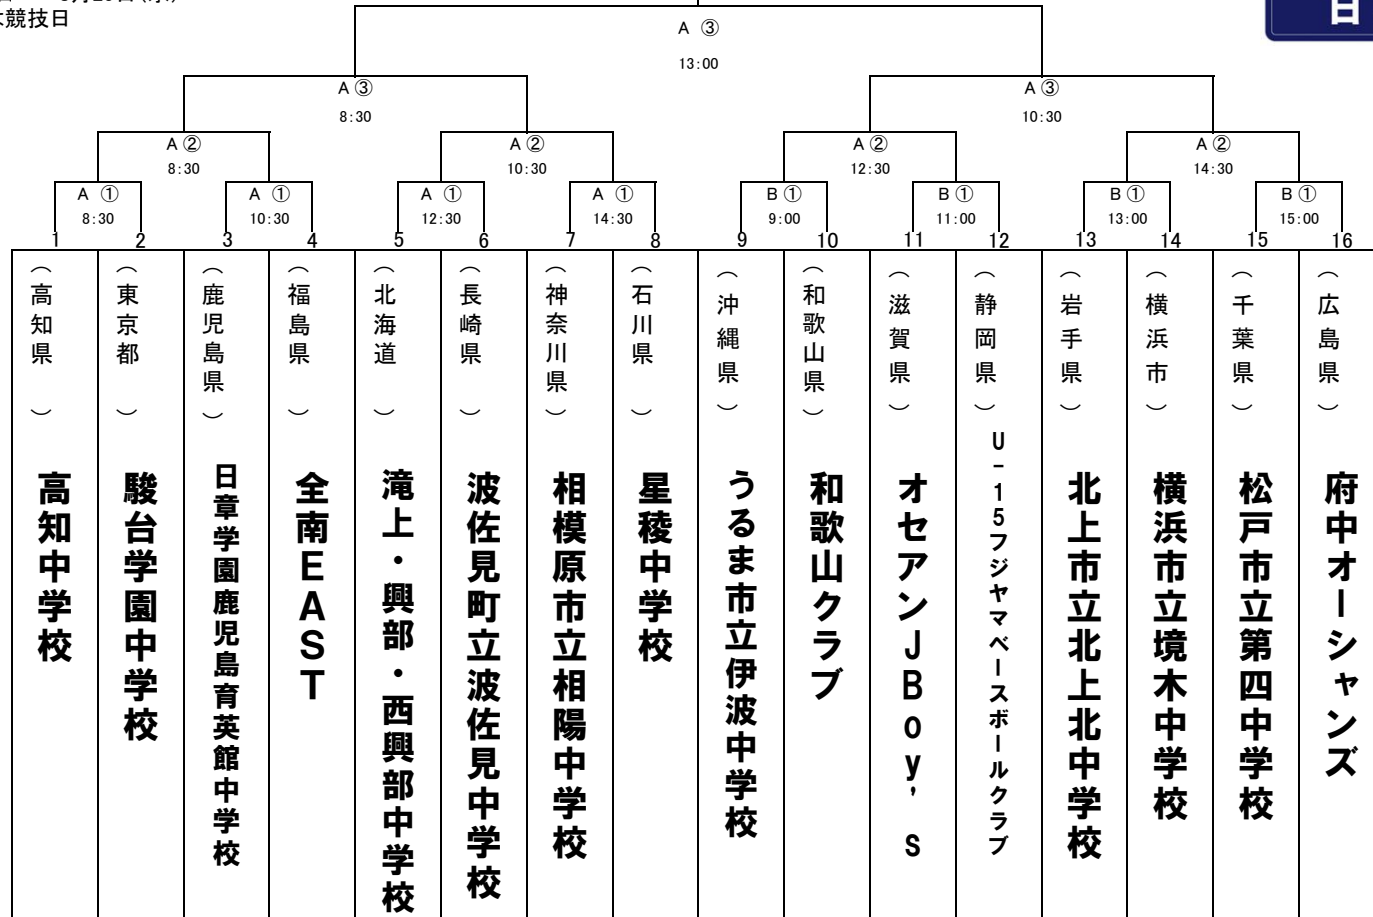 木競技日
日
A ③
13:00
A ③
8:30
A ③
10:30
A ②
8:30
A ②
10:30
A ②
12:30
A ②
14:30
A ①
8:30
A ①
10:30
A ①
12:30
A ①
14:30
B ①
9:00
B ①
11:00
B ①
13:00
B ①
15:00
1
(高知県)
高知中学校
2
(東京都)
駿台学園中学校
3
(鹿児島県)
日章学園鹿児島育英館中学校
4
(福島県)
全南EAST
5
(北海道)
滝上・興部・西興部中学校
6
(長崎県)
波佐見町立波佐見中学校
7
(神奈川県)
相模原市立相陽中学校
8
(石川県)
星稜中学校
9
(沖縄県)
うるま市立伊波中学校
10
(和歌山県)
和歌山クラブ
11
(滋賀県)
オセアンJBoy's
12
(静岡県)
U-15フジヤマベースボールクラブ
13
(岩手県)
北上市立北上北中学校
14
(横浜市)
横浜市立境木中学校
15
(千葉県)
松戸市立第四中学校
16
(広島県)
府中オーシャンズ